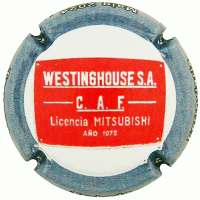 WESTINGHOUSE S.A.
C. A. F.
Licencia MITSUBISHI
AÑO 1975